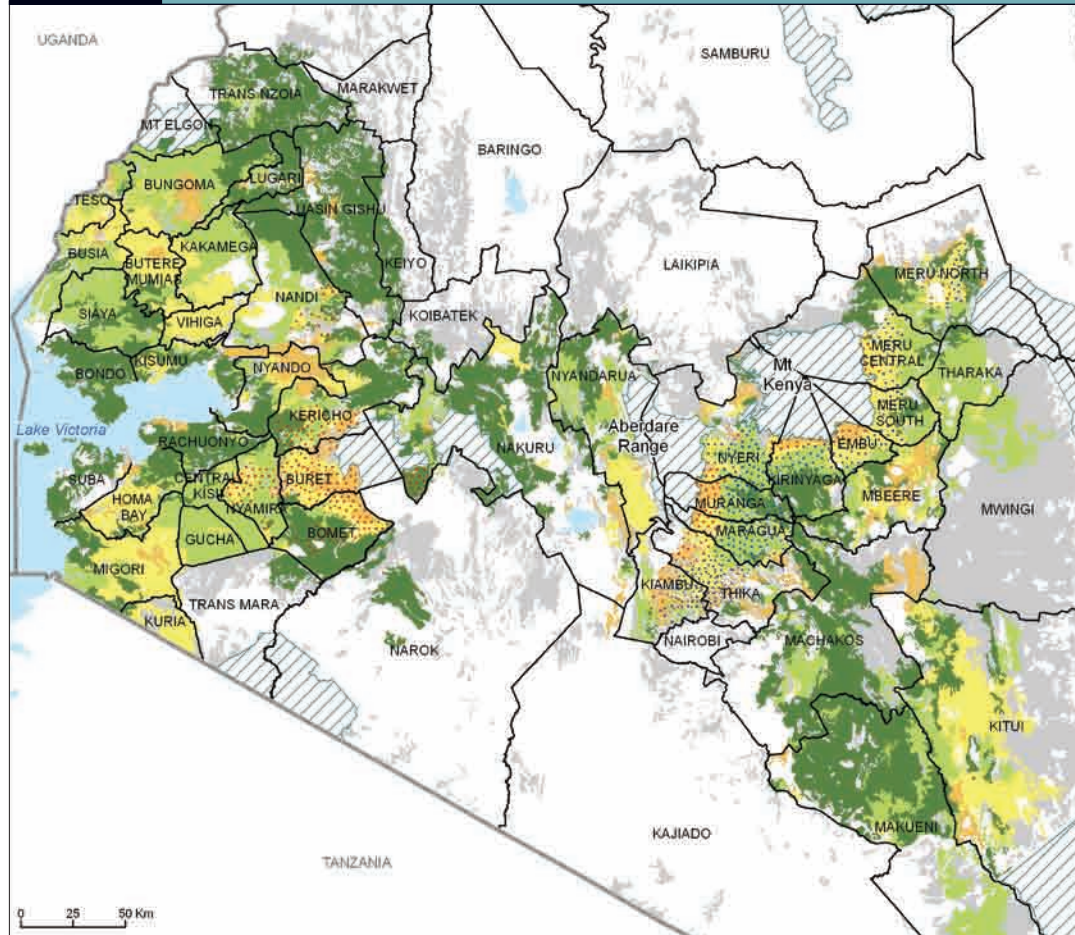 UGANDA
SAMBURU
TRANS NZOIA
MARAKWET
MT ELGON
BARINGO
BUNGOMA
LUGARI
TESO
UASIN GISHU
KAKAMEGA
BUSIA
BUTERE
MUMIAS
KEIYO
LAIKIPIA
MERU NORTH
NANDI
SIAYA
VIHIGA
KOIBATEK
MERU
CENTRAL
KISUMU
NYANDO
BONDO
NYANDARUA
Mt.
Kenya
THARAKA
KERICHO
MERU
SOUTH
Lake Victoria
RACHUONYO
Aberdare
Range
NAKURU
NYERI
EMBU
SUBA
CENTRAL
KISII
BURET
KIRINYAGA
MBEERE
HOMA
BAY
NYAMIRA
MURANGA
MWINGI
GUCHA
BOMET
MARAGUA
MIGORI
KIAMBU
THIKA
TRANS MARA
KURIA
NAIROBI
MACHAKOS
NAROK
KITUI
KAJIADO
MAKUENI
TANZANIA
0 25 50 Km